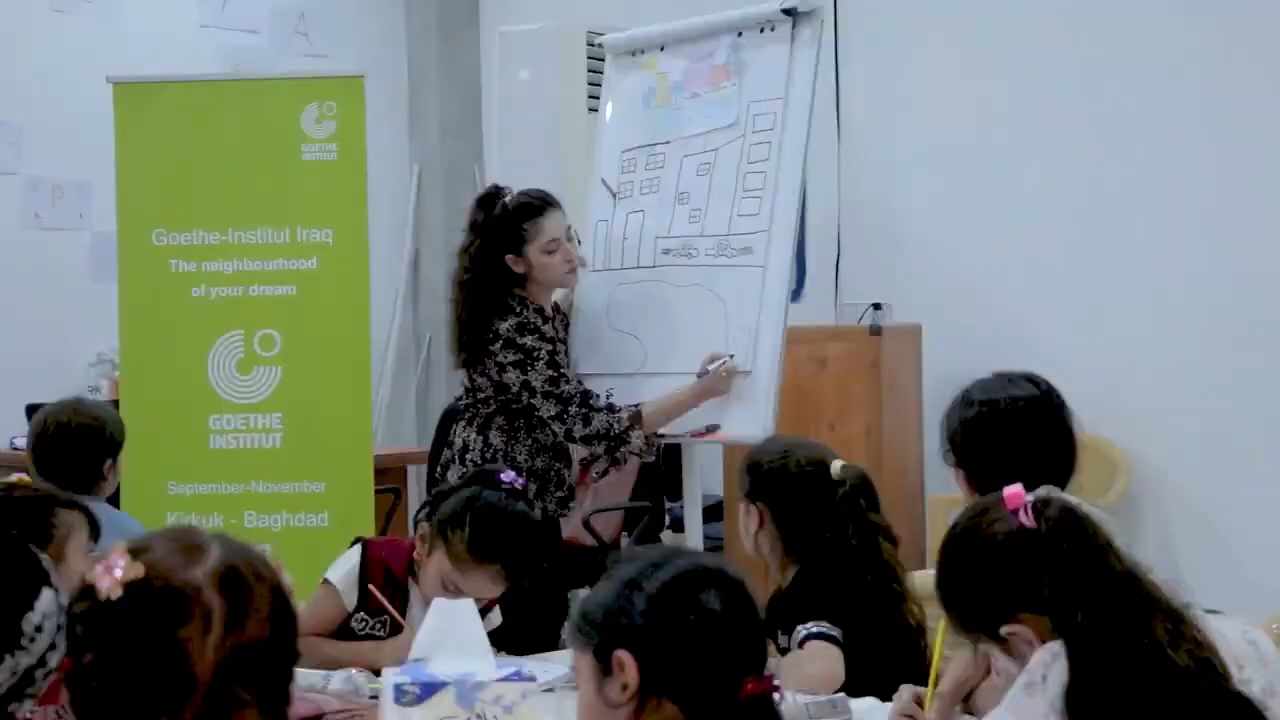 GOETHE
INSTITUT
Goethe-Institut Iraq
The neighbourhood
of your dream
GOETHE
INSTITUT
September-November
Kirkuk - Baghdad
A
P